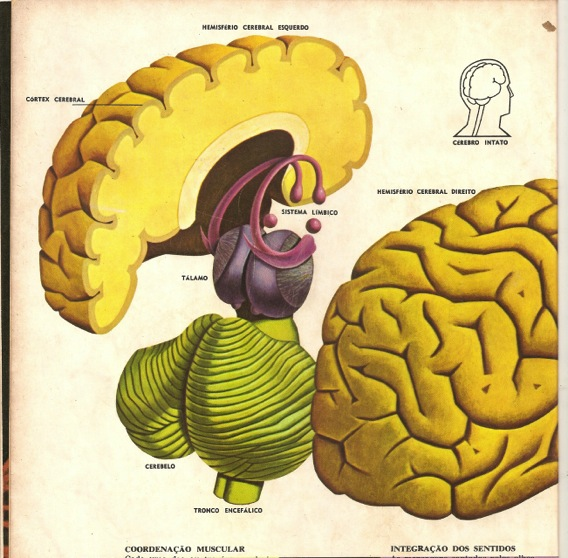 HEMISFÉRIO CEREBRAL ESQUERDO
CÓRTEX CEREBRAL
CÉREBRO INTATO
HEMISFÉRIO CEREBRAL DIREITO
SISTEMA LÍMBICO
TÁLAMO
CEREBELO
TRONCO ENCEFÁLICO
COORDENAÇÃO MUSCULAR
INTEGRAÇÃO DOS SENTIDOS